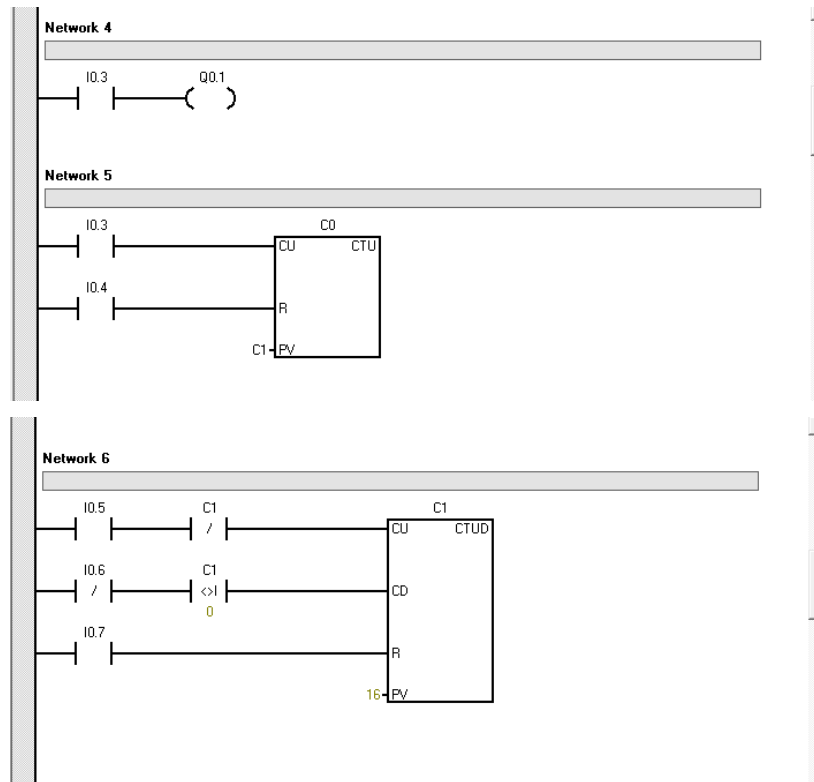 Network 4
I0.3 Q0.1
Network 5
I0.3 C0
CU CTU
I0.4
R
C1 PV
Network 6
I0.5 C1 C1
/ CU CTUD
I0.6 C1
/ <>I CD
0
I0.7
R
16 PV